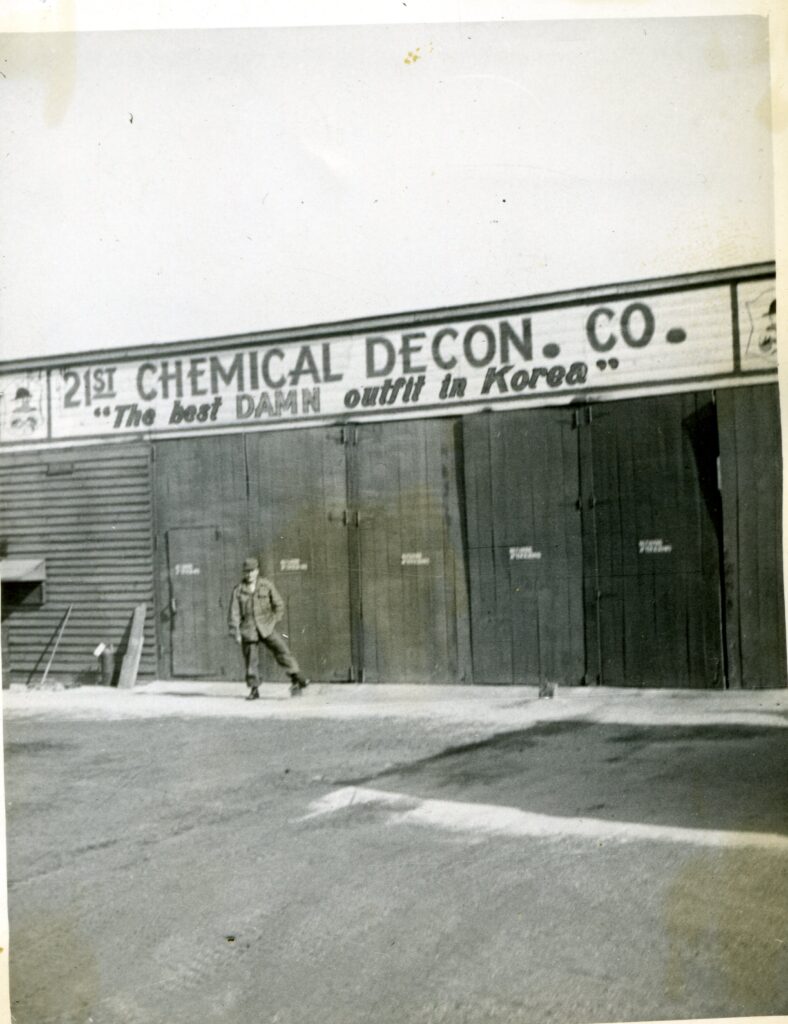 21ST CHEMICAL DECON. CO.
"The best DAMN outfit in Korea"